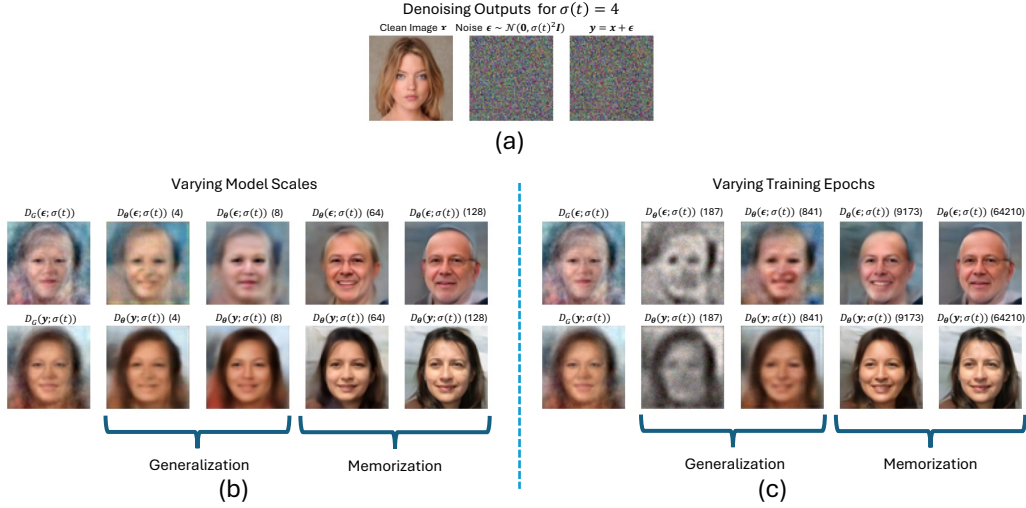 Denoising Outputs for σ(t) = 4
Clean Image 𝒙 Noise 𝝐 ∼ 𝒩(𝟎, σ(t)²𝑰) 𝒚 = 𝒙 + 𝝐
(a)
Varying Model Scales
D_G(𝝐; σ(t)) D_𝜽(𝝐; σ(t)) (4) D_𝜽(𝝐; σ(t)) (8) D_𝜽(𝝐; σ(t)) (64) D_𝜽(𝝐; σ(t)) (128)
D_G(𝒚; σ(t)) D_𝜽(𝒚; σ(t)) (4) D_𝜽(𝒚; σ(t)) (8) D_𝜽(𝒚; σ(t)) (64) D_𝜽(𝒚; σ(t)) (128)
Generalization Memorization
(b)
Varying Training Epochs
D_G(𝝐; σ(t)) D_𝜽(𝝐; σ(t)) (187) D_𝜽(𝝐; σ(t)) (841) D_𝜽(𝝐; σ(t)) (9173) D_𝜽(𝝐; σ(t)) (64210)
D_G(𝒚; σ(t)) D_𝜽(𝒚; σ(t)) (187) D_𝜽(𝒚; σ(t)) (841) D_𝜽(𝒚; σ(t)) (9173) D_𝜽(𝒚; σ(t)) (64210)
Generalization Memorization
(c)